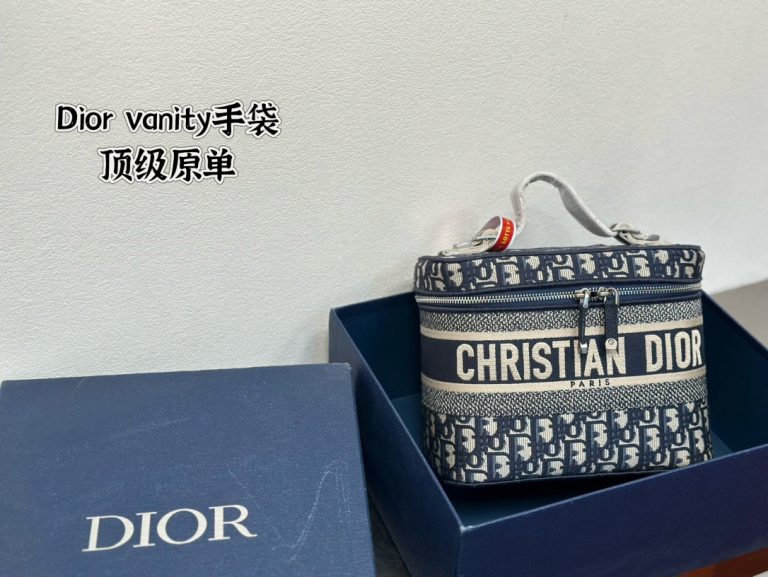 Dior vanity手袋
顶级原单
CHRISTIAN DIOR
PARIS
DIOR